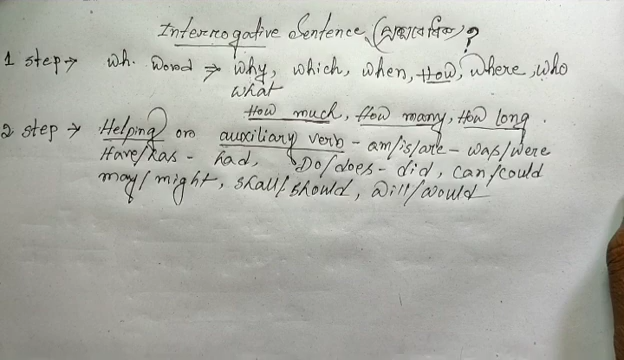 Interrogative Sentence (প্রশ্নবোধক)?
1 step → wh. Word ⇒ Why, which, when, How, Where, who
what
How much, How many, How long.
2 step → Helping or auxiliary verb - am/is/are - was/were
Have/has - had, Do/does - did, can/could
may/might, shall/should, will/would